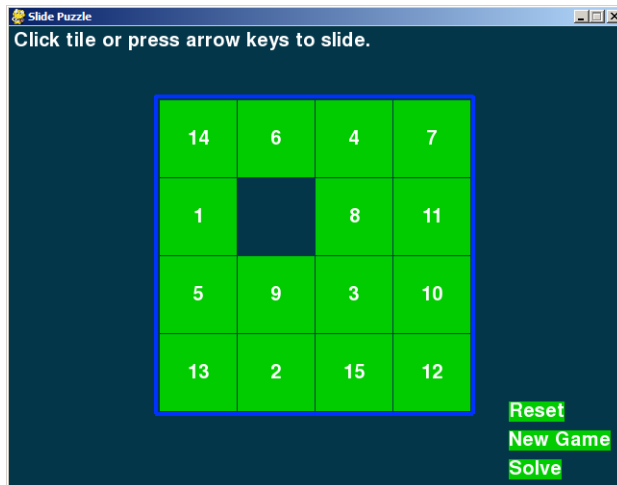 Slide Puzzle
Click tile or press arrow keys to slide.
14 6 4 7
1 8 11
5 9 3 10
13 2 15 12
Reset
New Game
Solve